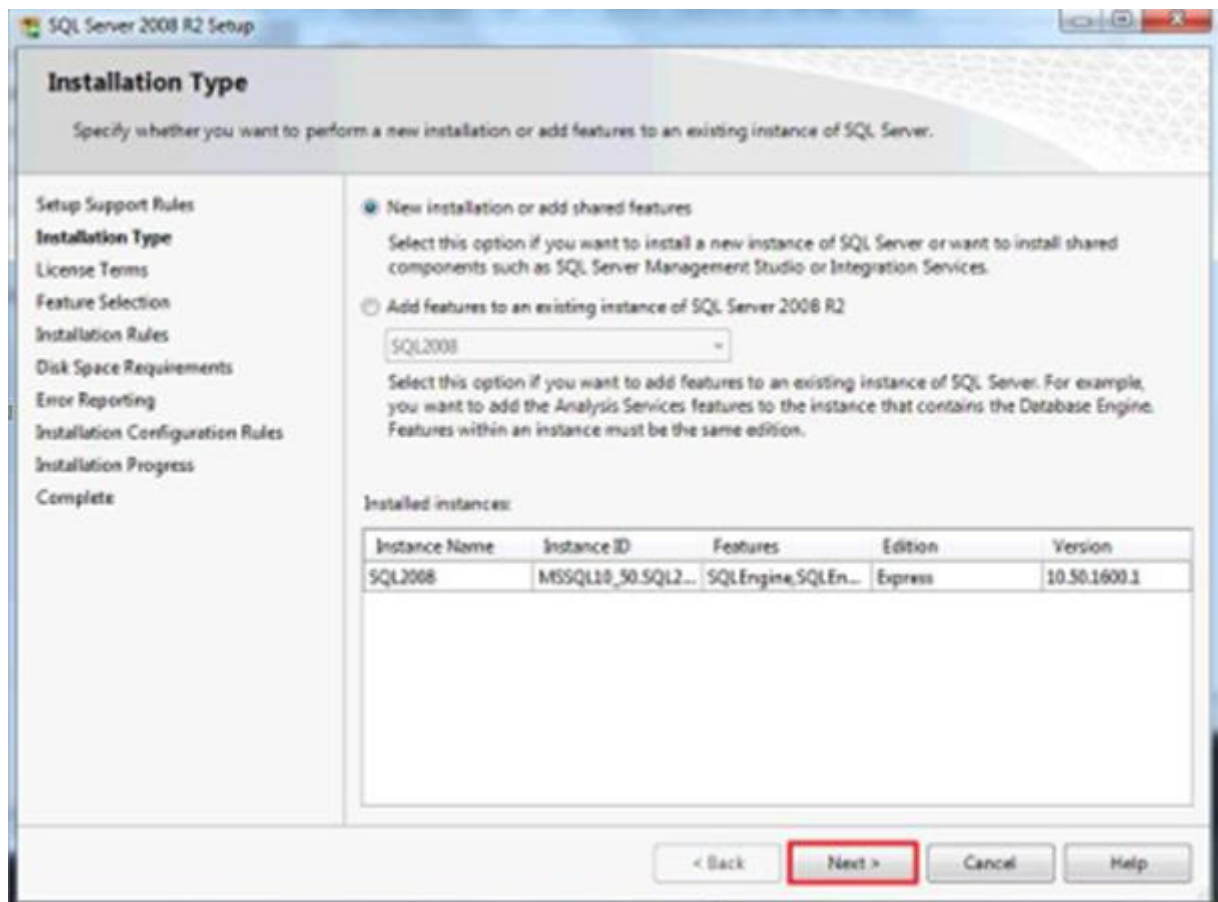 SQL Server 2008 R2 Setup
Installation Type
Specify whether you want to perform a new installation or add features to an existing instance of SQL Server.
Setup Support Rules
Installation Type
License Terms
Feature Selection
Installation Rules
Disk Space Requirements
Error Reporting
Installation Configuration Rules
Installation Progress
Complete
New installation or add shared features
Select this option if you want to install a new instance of SQL Server or want to install shared
components such as SQL Server Management Studio or Integration Services.
Add features to an existing instance of SQL Server 2008 R2
SQL2008
Select this option if you want to add features to an existing instance of SQL Server. For example,
you want to add the Analysis Services features to the instance that contains the Database Engine.
Features within an instance must be the same edition.
Installed instances:
Instance Name Instance ID Features Edition Version
SQL2008 MSSQL10_50.SQL2... SQLEngine,SQLEn... Express 10.50.1600.1
< Back Next > Cancel Help